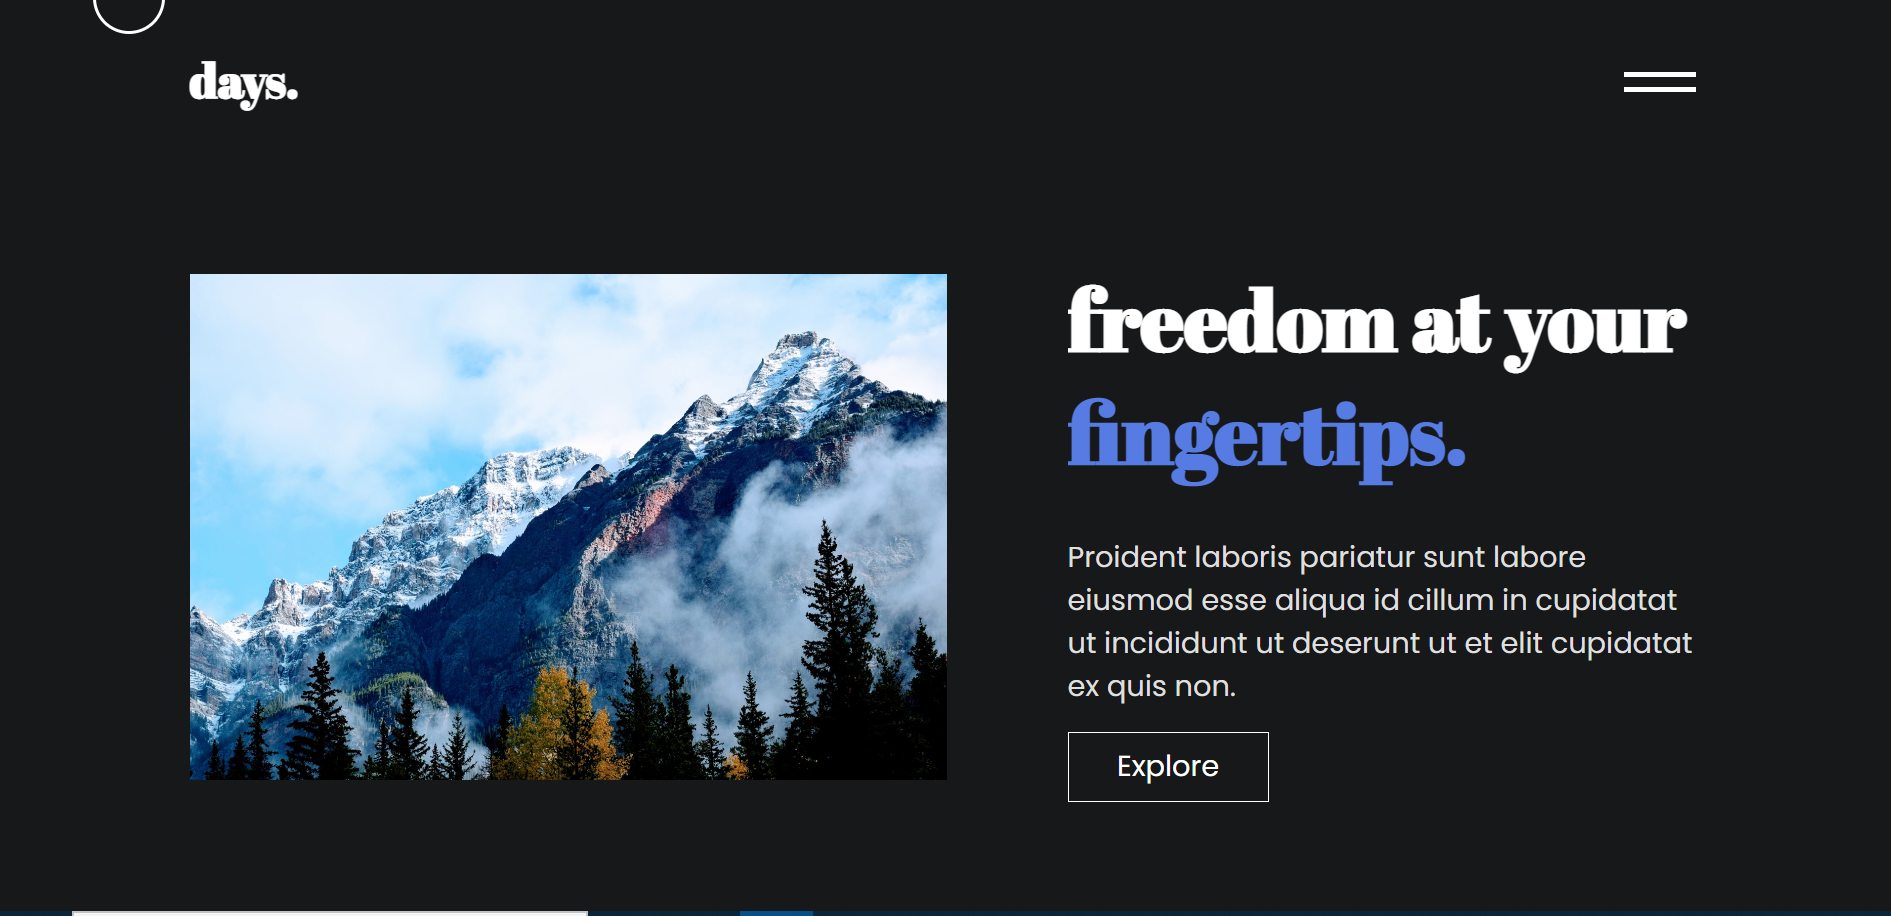 days.
freedom at your
fingertips.
Proident laboris pariatur sunt labore
eiusmod esse aliqua id cillum in cupidatat
ut incididunt ut deserunt ut et elit cupidatat
ex quis non.
Explore